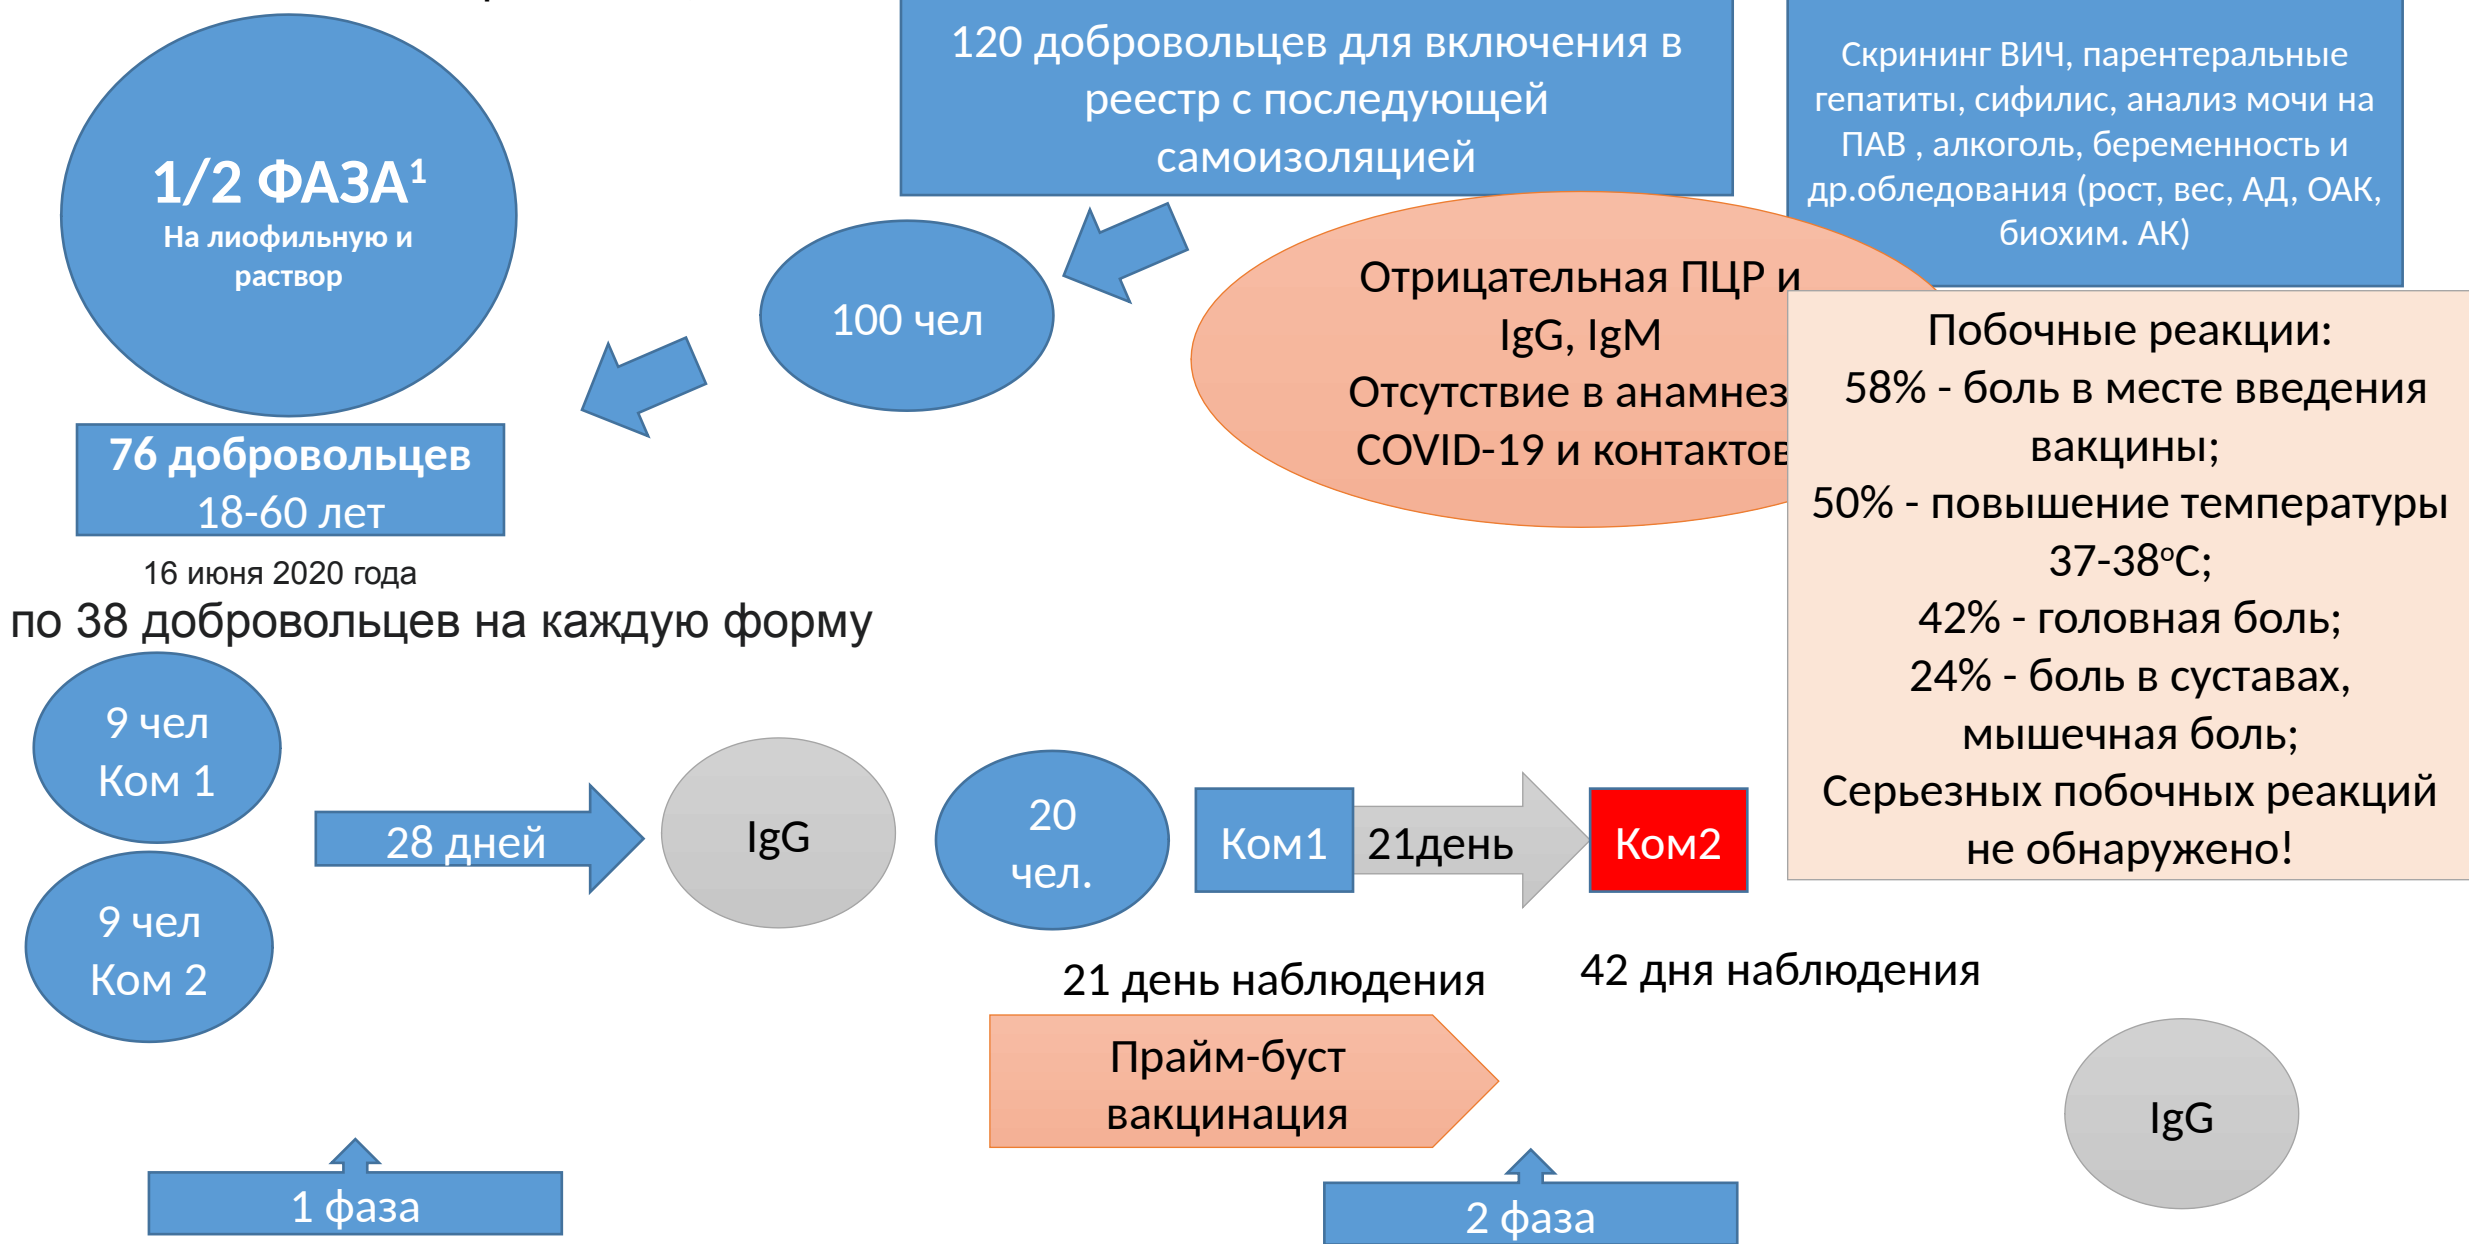 1/2 ФАЗА¹
На лиофильную и
раствор
76 добровольцев
18-60 лет
16 июня 2020 года
по 38 добровольцев на каждую форму
120 добровольцев для включения в
реестр с последующей
самоизоляцией
100 чел
Скрининг ВИЧ, парентеральные
гепатиты, сифилис, анализ мочи на
ПАВ , алкоголь, беременность и
др.обледования (рост, вес, АД, ОАК,
биохим. АК)
Отрицательная ПЦР и
IgG, IgM
Отсутствие в анамнез
COVID-19 и контактов
Побочные реакции:
58% - боль в месте введения
вакцины;
50% - повышение температуры
37-38ᵒС;
42% - головная боль;
24% - боль в суставах,
мышечная боль;
Серьезных побочных реакций
не обнаружено!
9 чел
Ком 1
9 чел
Ком 2
28 дней
IgG
20
чел.
Ком1
21день
Ком2
21 день наблюдения
42 дня наблюдения
Прайм-буст
вакцинация
IgG
1 фаза
2 фаза